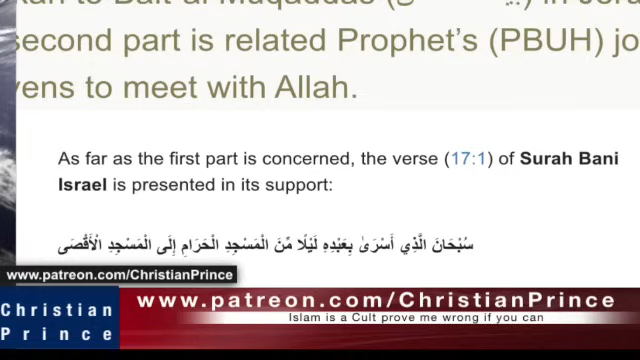 second part is related Prophet's (PBUH) jo
vens to meet with Allah.
As far as the first part is concerned, the verse (17:1) of Surah Bani
Israel is presented in its support:
سُبْحَانَ الَّذِي أَسْرَىٰ بِعَبْدِهِ لَيْلًا مِّنَ الْمَسْجِدِ الْحَرَامِ إِلَى الْمَسْجِدِ الْأَقْصَى
www.patreon.com/ChristianPrince
Christian
Prince
www.patreon.com/ChristianPrince
Islam is a Cult prove me wrong if you can